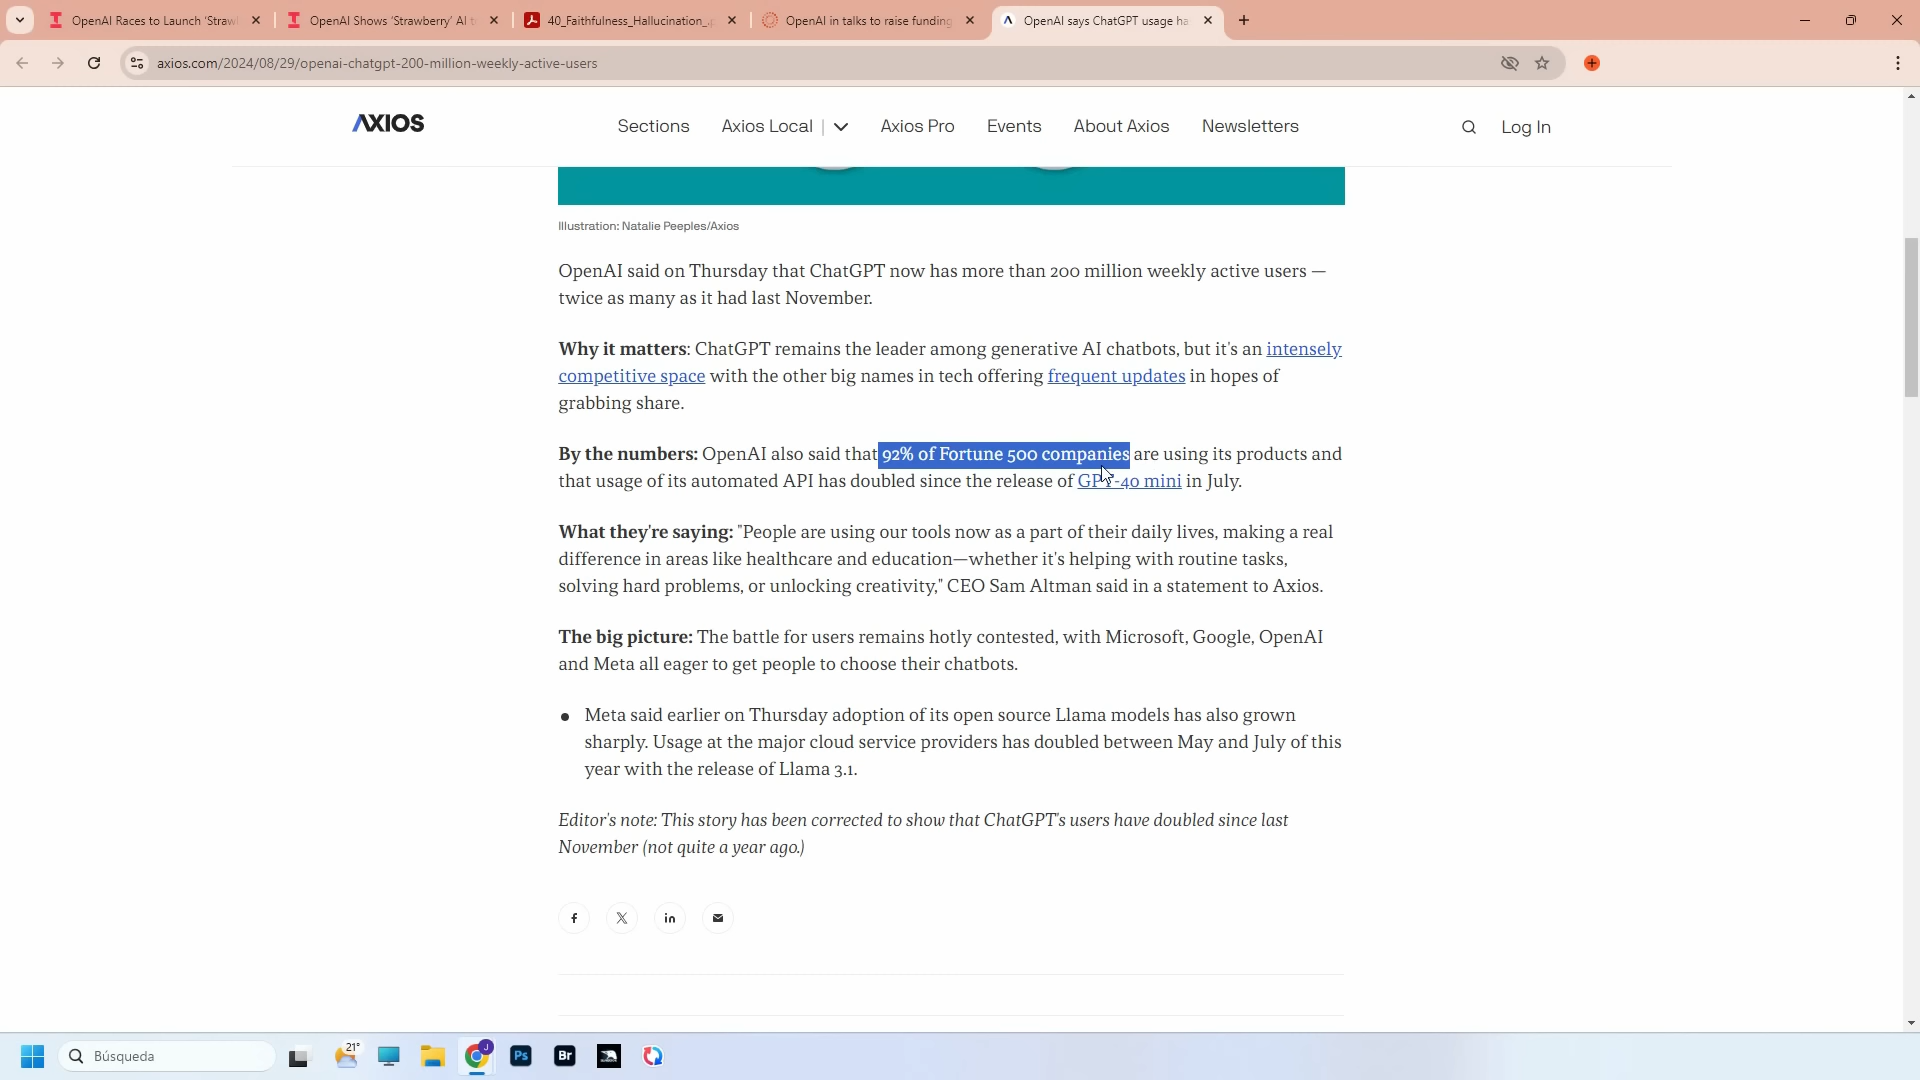 OpenAI Races to Launch ‘Straw
OpenAI Shows ‘Strawberry’ AI t
40_Faithfulness_Hallucination_
OpenAI in talks to raise funding
OpenAI says ChatGPT usage ha
axios.com/2024/08/29/openai-chatgpt-200-million-weekly-active-users
AXIOS
Sections
Axios Local
Axios Pro
Events
About Axios
Newsletters
Log In
Illustration: Natalie Peeples/Axios
OpenAI said on Thursday that ChatGPT now has more than 200 million weekly active users —
twice as many as it had last November.
Why it matters: ChatGPT remains the leader among generative AI chatbots, but it's an intensely
competitive space with the other big names in tech offering frequent updates in hopes of
grabbing share.
By the numbers: OpenAI also said that 92% of Fortune 500 companies are using its products and
that usage of its automated API has doubled since the release of GPT-4o mini in July.
What they're saying: "People are using our tools now as a part of their daily lives, making a real
difference in areas like healthcare and education—whether it's helping with routine tasks,
solving hard problems, or unlocking creativity," CEO Sam Altman said in a statement to Axios.
The big picture: The battle for users remains hotly contested, with Microsoft, Google, OpenAI
and Meta all eager to get people to choose their chatbots.
Meta said earlier on Thursday adoption of its open source Llama models has also grown
sharply. Usage at the major cloud service providers has doubled between May and July of this
year with the release of Llama 3.1.
Editor's note: This story has been corrected to show that ChatGPT's users have doubled since last
November (not quite a year ago.)
Búsqueda
21°
J
Ps
Br